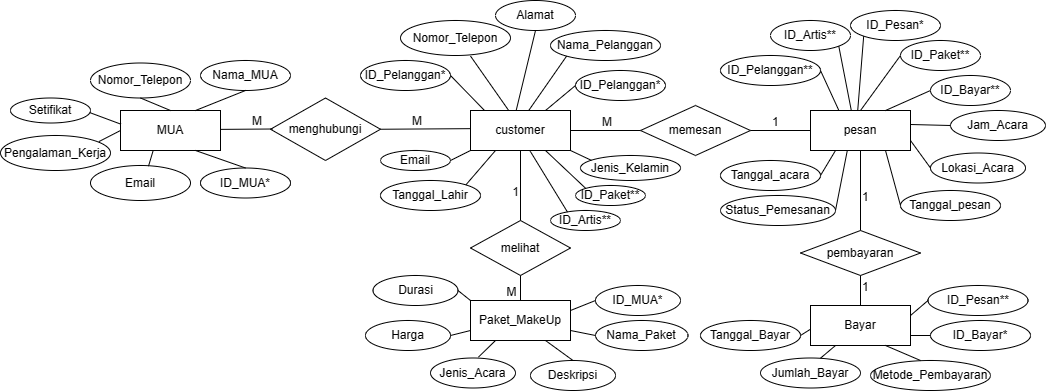 Alamat
Nomor_Telepon
Nama_Pelanggan
ID_Pelanggan*
ID_Pelanggan*
ID_Artis**
ID_Pesan*
ID_Paket**
ID_Pelanggan**
ID_Bayar**
Nomor_Telepon
Nama_MUA
Setifikat
MUA
M
menghubungi
M
customer
M
memesan
1
pesan
Jam_Acara
Pengalaman_Kerja
Email
ID_MUA*
Email
Jenis_Kelamin
Tanggal_Lahir
1
ID_Paket**
ID_Artis**
Tanggal_acara
Lokasi_Acara
Status_Pemesanan
1
Tanggal_pesan
melihat
pembayaran
Durasi
M
1
ID_MUA*
ID_Pesan**
Paket_MakeUp
Bayar
Harga
Nama_Paket
Tanggal_Bayar
ID_Bayar*
Jenis_Acara
Deskripsi
Jumlah_Bayar
Metode_Pembayaran